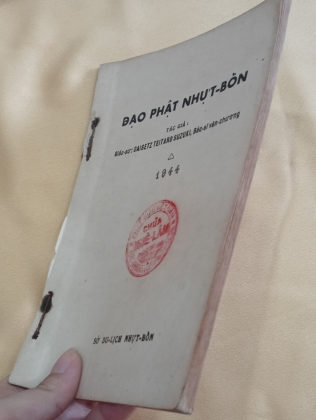 ĐẠO PHẬT NHỰT-BỔN
TÁC GIẢ :
Giáo-sư: DAISETZ TEITARO SUZUKI, Bác-sĩ văn-chương
1944
CHÙA
SỞ DU-LỊCH NHỰT-BỔN